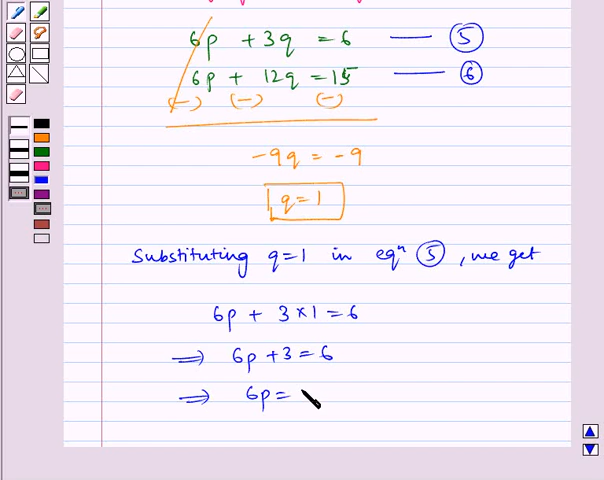 6p + 3q = 6 —— ⑤
6p + 12q = 15 —— ⑥
(-) (-) (-)
-9q = -9
q = 1
Substituting q=1 in eqⁿ ⑤, we get
6p + 3×1 = 6
⟹ 6p + 3 = 6
⟹ 6p =